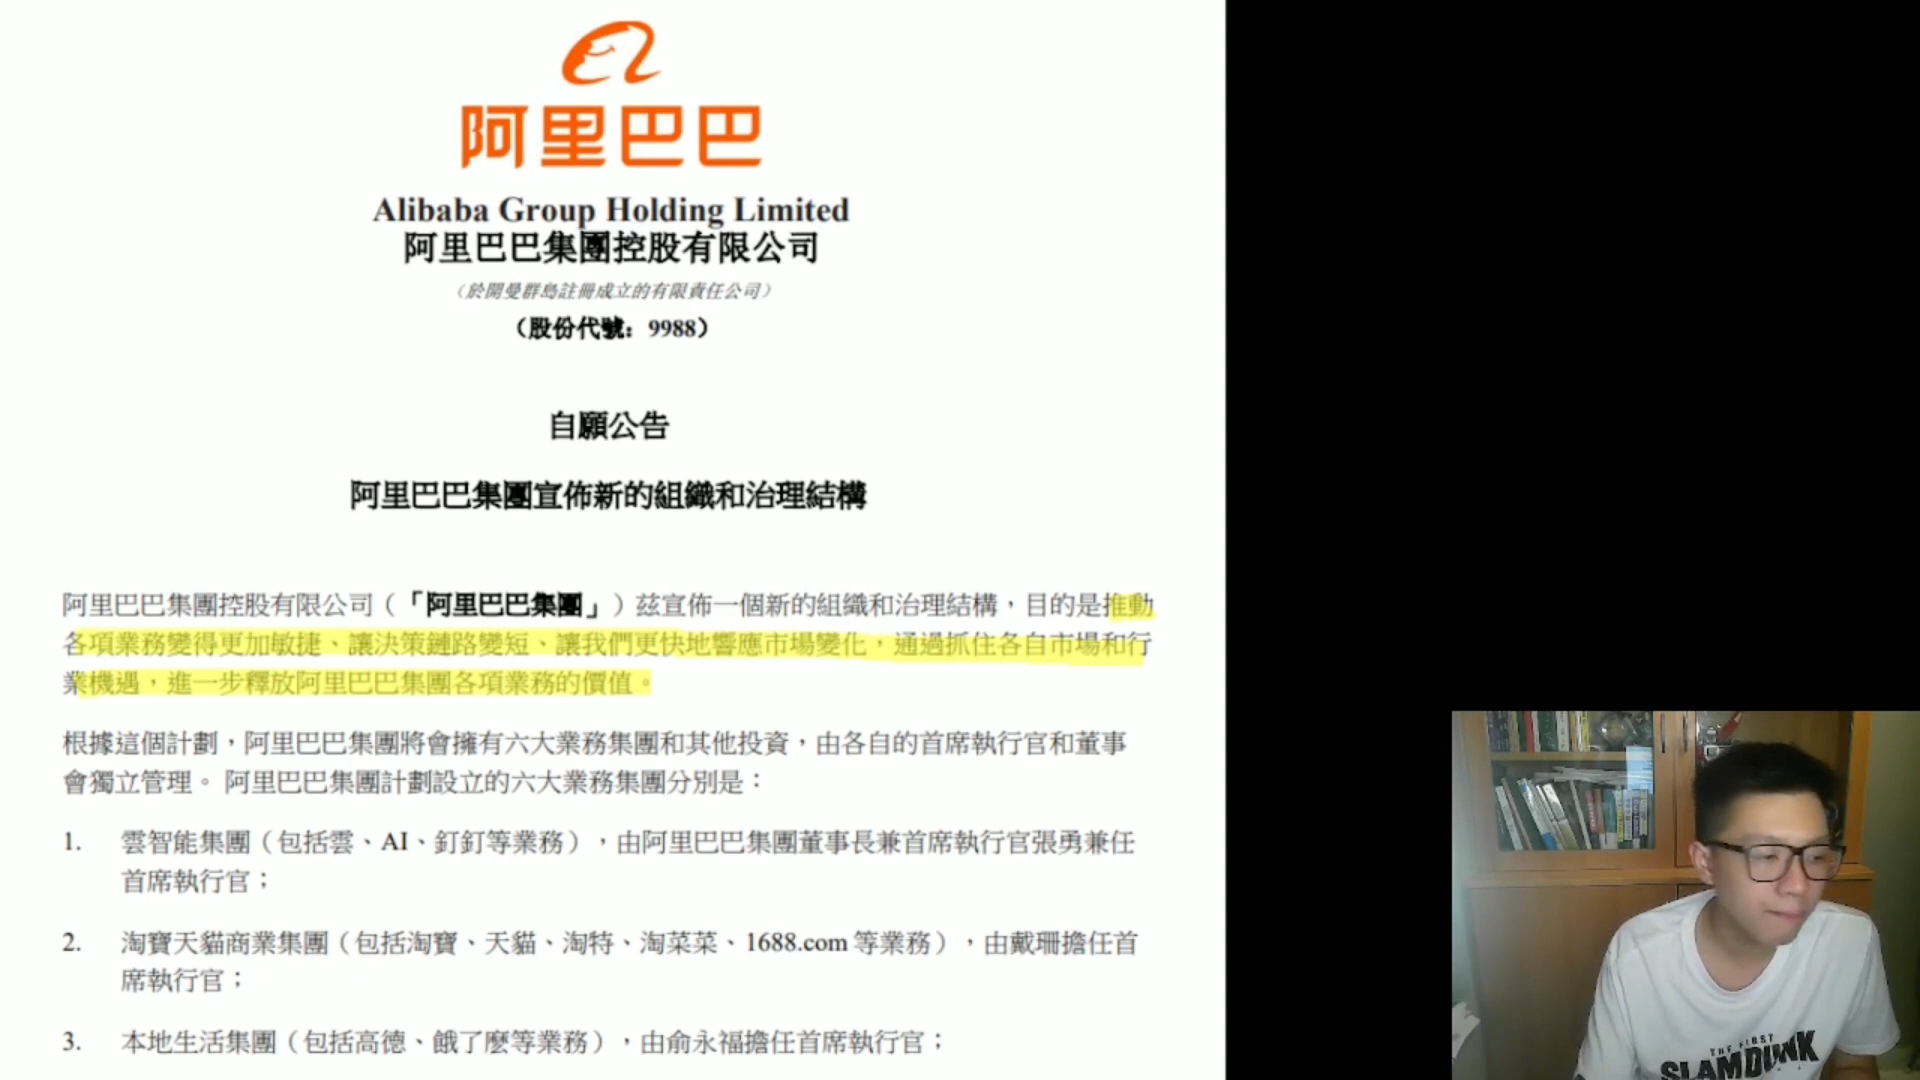 阿里巴巴
Alibaba Group Holding Limited
阿里巴巴集團控股有限公司
（於開曼群島註冊成立的有限責任公司）
（股份代號：9988）
自願公告
阿里巴巴集團宣佈新的組織和治理結構
阿里巴巴集團控股有限公司（「阿里巴巴集團」）茲宣佈一個新的組織和治理結構，目的是推動
各項業務變得更加敏捷、讓決策鏈路變短、讓我們更快地響應市場變化，通過抓住各自市場和行
業機遇，進一步釋放阿里巴巴集團各項業務的價值。
根據這個計劃，阿里巴巴集團將會擁有六大業務集團和其他投資，由各自的首席執行官和董事
會獨立管理。 阿里巴巴集團計劃設立的六大業務集團分別是：
1. 雲智能集團（包括雲、AI、釘釘等業務），由阿里巴巴集團董事長兼首席執行官張勇兼任
首席執行官；
2. 淘寶天貓商業集團（包括淘寶、天貓、淘特、淘菜菜、1688.com 等業務），由戴珊擔任首
席執行官；
3. 本地生活集團（包括高德、餓了麼等業務），由俞永福擔任首席執行官；
THE FIRST
SLAM DUNK